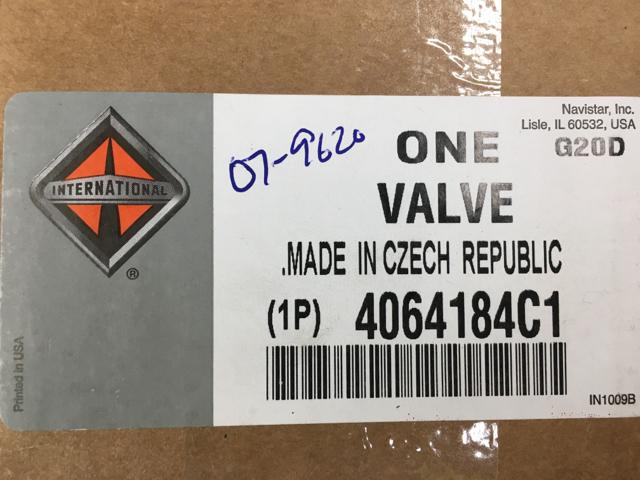 Navistar, Inc.
Lisle, IL 60532, USA
G20D
INTERNATIONAL
®
07-9620
ONE
VALVE
.MADE IN CZECH REPUBLIC
(1P) 4064184C1
IN1009B
Printed in USA